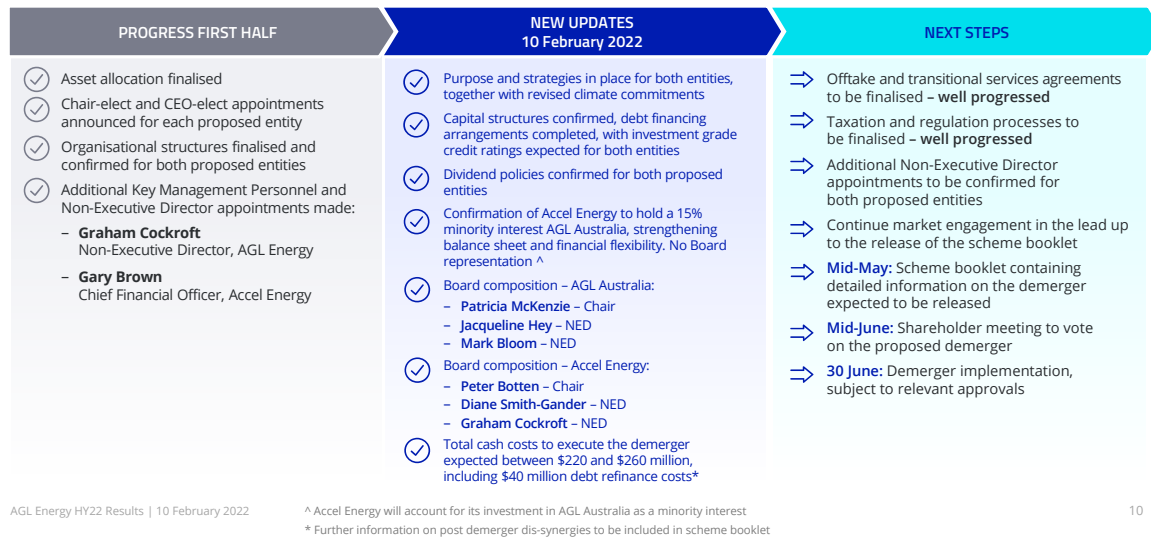 PROGRESS FIRST HALF
Asset allocation finalised
Chair-elect and CEO-elect appointments
announced for each proposed entity
Organisational structures finalised and
confirmed for both proposed entities
Additional Key Management Personnel and
Non-Executive Director appointments made:
– Graham Cockroft
Non-Executive Director, AGL Energy
– Gary Brown
Chief Financial Officer, Accel Energy
NEW UPDATES
10 February 2022
Purpose and strategies in place for both entities,
together with revised climate commitments
Capital structures confirmed, debt financing
arrangements completed, with investment grade
credit ratings expected for both entities
Dividend policies confirmed for both proposed
entities
Confirmation of Accel Energy to hold a 15%
minority interest AGL Australia, strengthening
balance sheet and financial flexibility. No Board
representation ^
Board composition – AGL Australia:
– Patricia McKenzie – Chair
– Jacqueline Hey – NED
– Mark Bloom – NED
Board composition – Accel Energy:
– Peter Botten – Chair
– Diane Smith-Gander – NED
– Graham Cockroft – NED
Total cash costs to execute the demerger
expected between $220 and $260 million,
including $40 million debt refinance costs*
NEXT STEPS
Offtake and transitional services agreements
to be finalised – well progressed
Taxation and regulation processes to
be finalised – well progressed
Additional Non-Executive Director
appointments to be confirmed for
both proposed entities
Continue market engagement in the lead up
to the release of the scheme booklet
Mid-May: Scheme booklet containing
detailed information on the demerger
expected to be released
Mid-June: Shareholder meeting to vote
on the proposed demerger
30 June: Demerger implementation,
subject to relevant approvals
AGL Energy HY22 Results | 10 February 2022
^ Accel Energy will account for its investment in AGL Australia as a minority interest
* Further information on post demerger dis-synergies to be included in scheme booklet
10